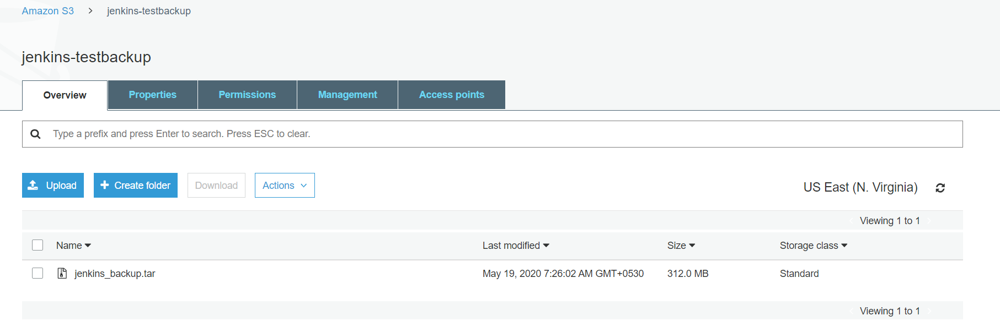 Amazon S3 > jenkins-testbackup
jenkins-testbackup
Overview Properties Permissions Management Access points
Type a prefix and press Enter to search. Press ESC to clear.
Upload Create folder Download Actions US East (N. Virginia)
Viewing 1 to 1
Name Last modified Size Storage class
jenkins_backup.tar May 19, 2020 7:26:02 AM GMT+0530 312.0 MB Standard
Viewing 1 to 1